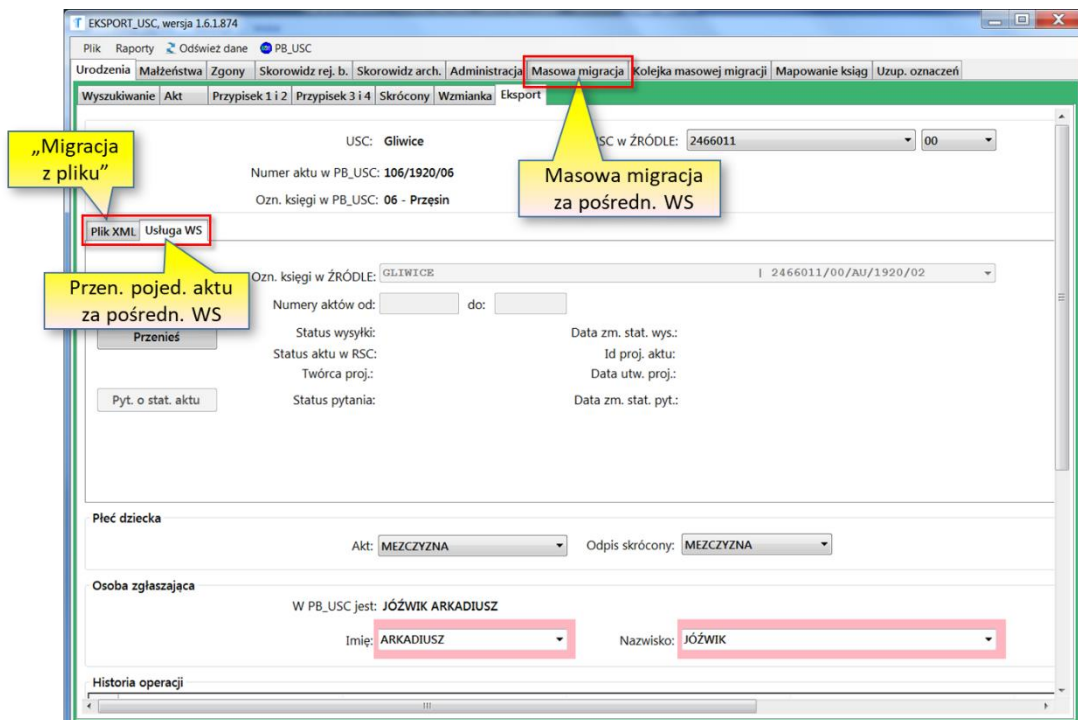 EKSPORT_USC, wersja 1.6.1.874
Plik Raporty Odśwież dane PB_USC
Urodzenia Małżeństwa Zgony Skorowidz rej. b. Skorowidz arch. Administracja Masowa migracja Kolejka masowej migracji Mapowanie ksiąg Uzup. oznaczeń
Wyszukiwanie Akt Przypisek 1 i 2 Przypisek 3 i 4 Skrócony Wzmianka Eksport
USC: Gliwice SC w ŹRÓDLE: 2466011 00
„Migracja
z pliku”
Numer aktu w PB_USC: 106/1920/06
Masowa migracja
za pośredn. WS
Ozn. księgi w PB_USC: 06 - Przęsin
Plik XML Usługa WS
Ozn. księgi w ŹRÓDLE: GLIWICE | 2466011/00/AU/1920/02
Przen. pojed. aktu
za pośredn. WS
Numery aktów od: do:
Przenieś Status wysyłki: Data zm. stat. wys.:
Status aktu w RSC: Id proj. aktu:
Twórca proj.: Data utw. proj.:
Pyt. o stat. aktu Status pytania: Data zm. stat. pyt.:
Płeć dziecka
Akt: MEZCZYZNA Odpis skrócony: MEZCZYZNA
Osoba zgłaszająca
W PB_USC jest: JÓŹWIK ARKADIUSZ
Imię: ARKADIUSZ Nazwisko: JÓŹWIK
Historia operacji